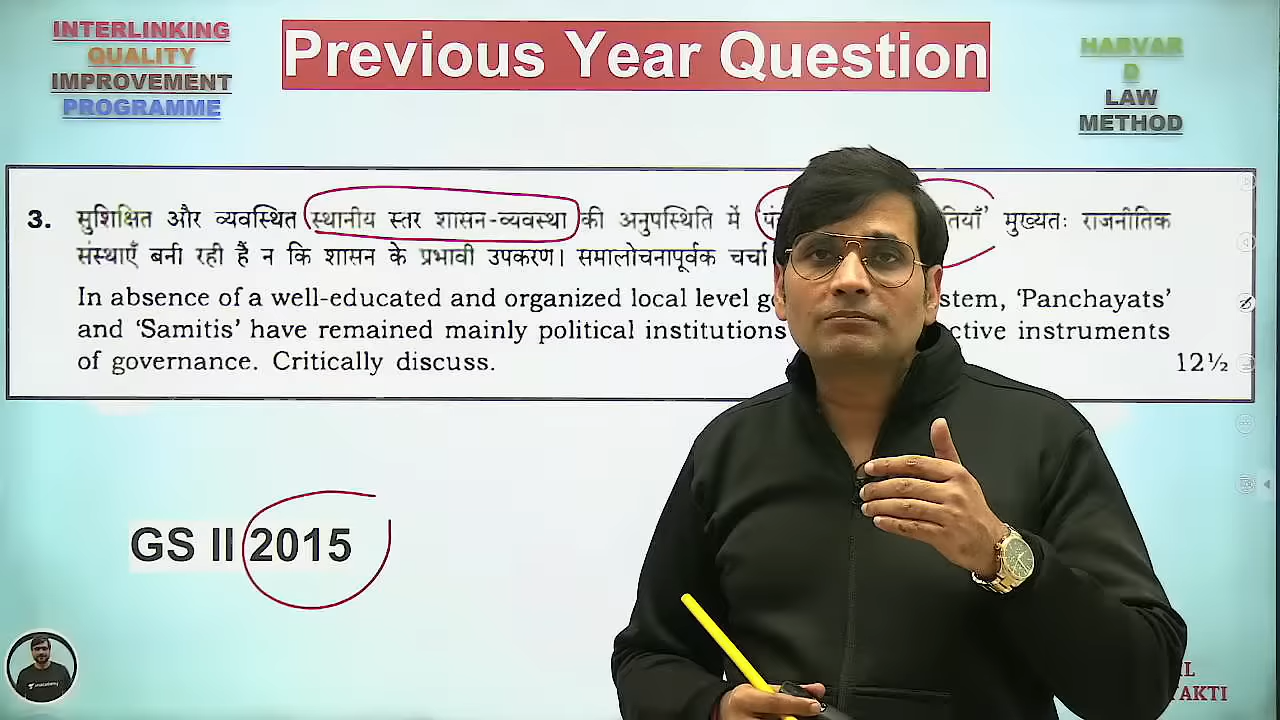 INTERLINKING
QUALITY
IMPROVEMENT
PROGRAMME
Previous Year Question
HARVAR
D
LAW
METHOD
3. सुशिक्षित और व्यवस्थित स्थानीय स्तर शासन-व्यवस्था की अनुपस्थिति में मुख्यतः राजनीतिक
संस्थाएँ बनी रही हैं न कि शासन के प्रभावी उपकरण। समालोचनापूर्वक चर्चा
In absence of a well-educated and organized local level 'Panchayats'
and 'Samitis' have remained mainly political institutions instruments
of governance. Critically discuss. 12½
GS II 2015